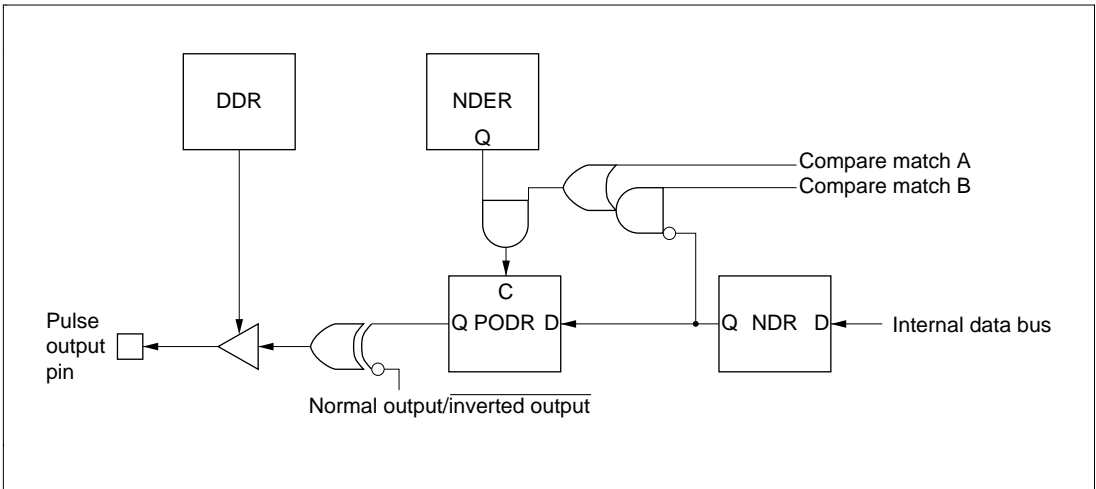 DDR
NDER
Q
Compare match A
Compare match B
C
Q PODR D
Q NDR D
Internal data bus
Pulse
output
pin
Normal output/inverted output